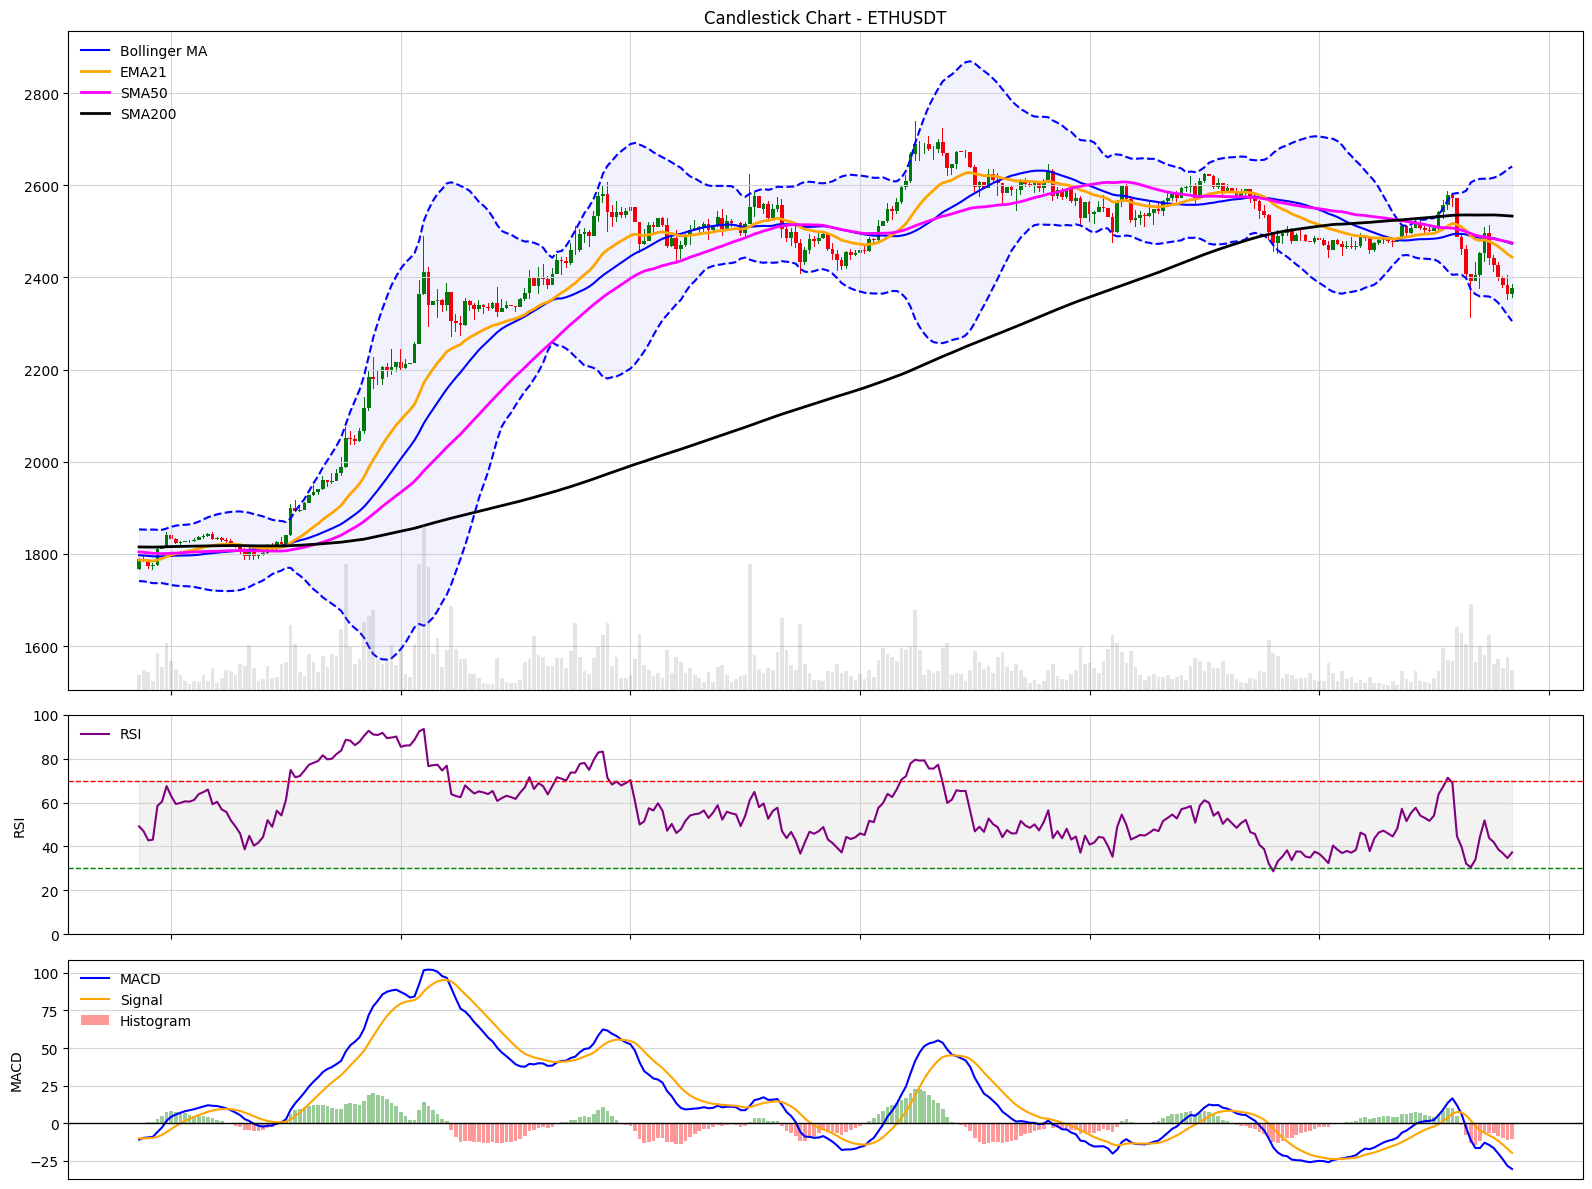 Candlestick Chart - ETHUSDT
Bollinger MA
EMA21
SMA50
SMA200
2800
2600
2400
2200
2000
1800
1600
RSI
100
80
60
40
20
0
RSI
MACD
Signal
Histogram
100
75
50
25
0
−25
MACD